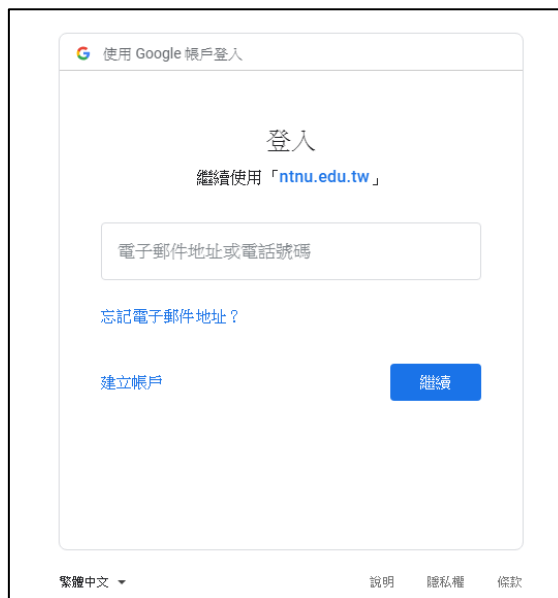 使用 Google 帳戶登入
登入
繼續使用「ntnu.edu.tw」
電子郵件地址或電話號碼
忘記電子郵件地址？
建立帳戶
繼續
繁體中文
說明 隱私權 條款